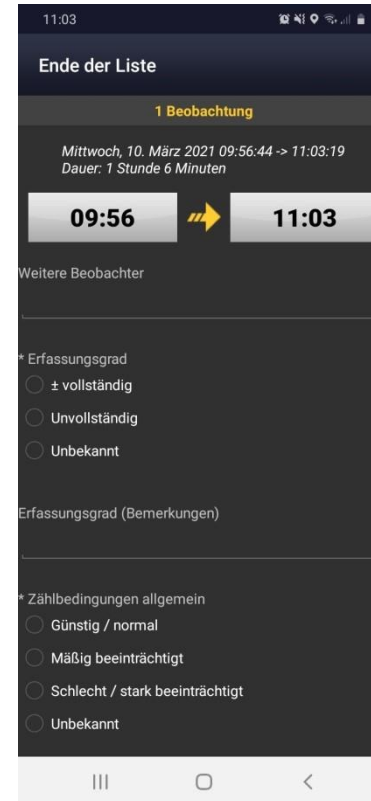 11:03
Ende der Liste
1 Beobachtung
Mittwoch, 10. März 2021 09:56:44 -> 11:03:19
Dauer: 1 Stunde 6 Minuten
09:56 11:03
Weitere Beobachter
* Erfassungsgrad
± vollständig
Unvollständig
Unbekannt
Erfassungsgrad (Bemerkungen)
* Zählbedingungen allgemein
Günstig / normal
Mäßig beeinträchtigt
Schlecht / stark beeinträchtigt
Unbekannt